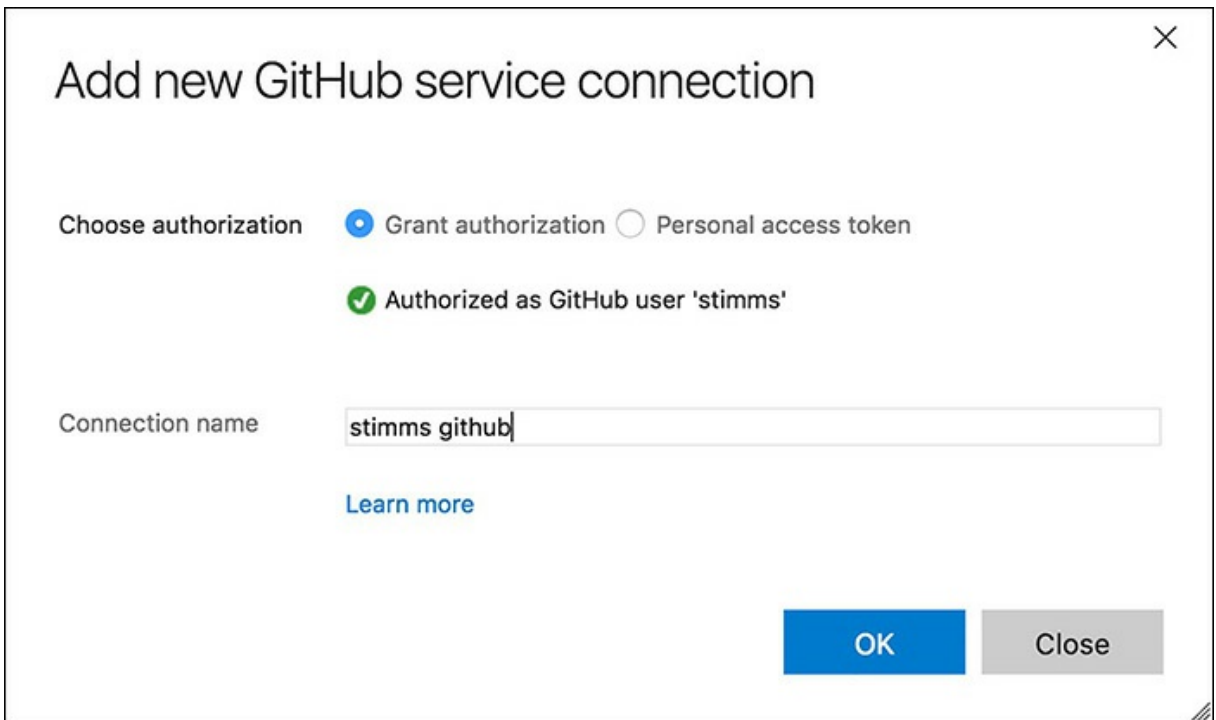 Add new GitHub service connection
Choose authorization Grant authorization Personal access token
Authorized as GitHub user 'stimms'
Connection name stimms github
Learn more
OK Close